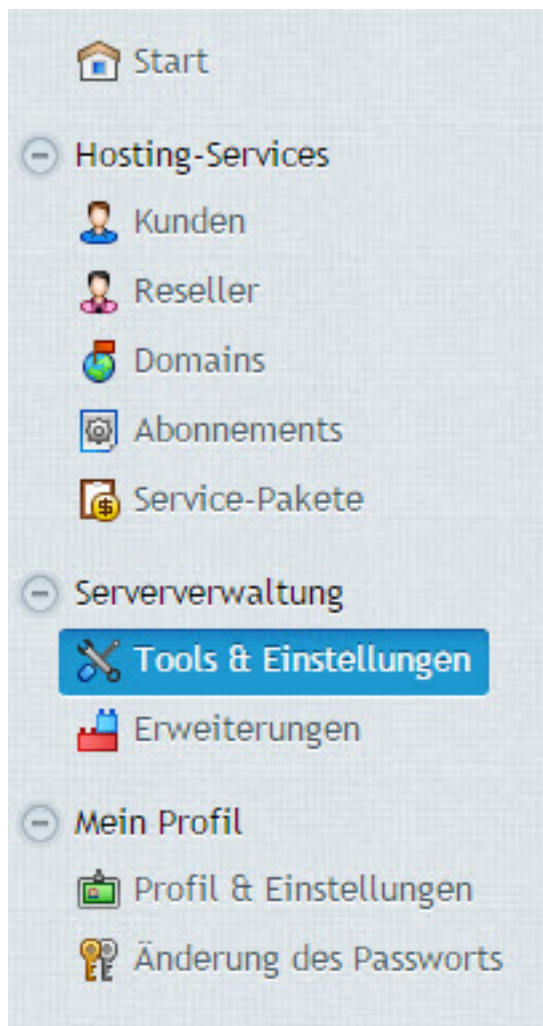 Start
Hosting-Services
Kunden
Reseller
Domains
Abonnements
Service-Pakete
Serververwaltung
Tools & Einstellungen
Erweiterungen
Mein Profil
Profil & Einstellungen
Änderung des Passworts